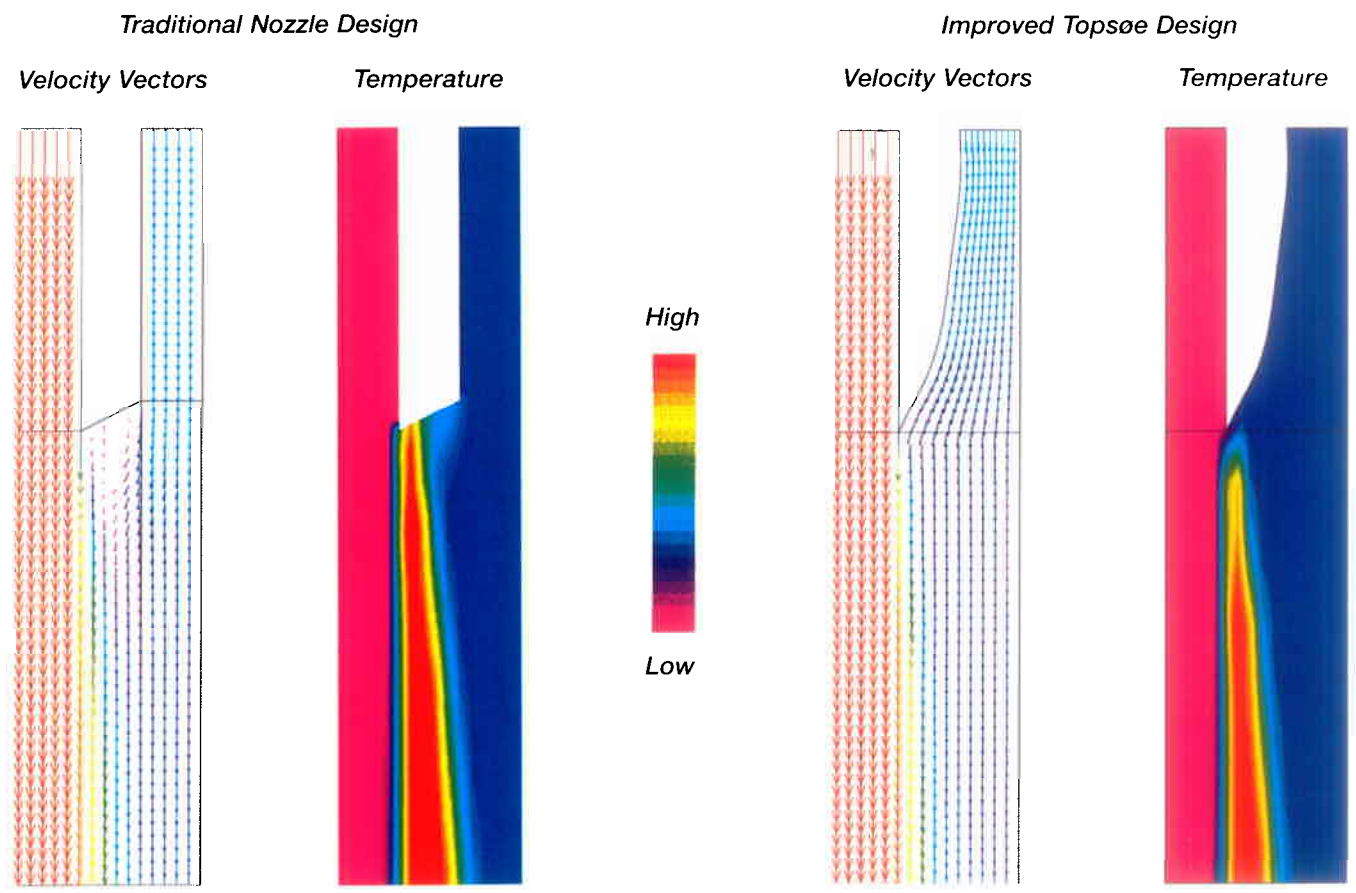 Traditional Nozzle Design
Improved Topsøe Design
Velocity Vectors
Temperature
Velocity Vectors
Temperature
High
Low